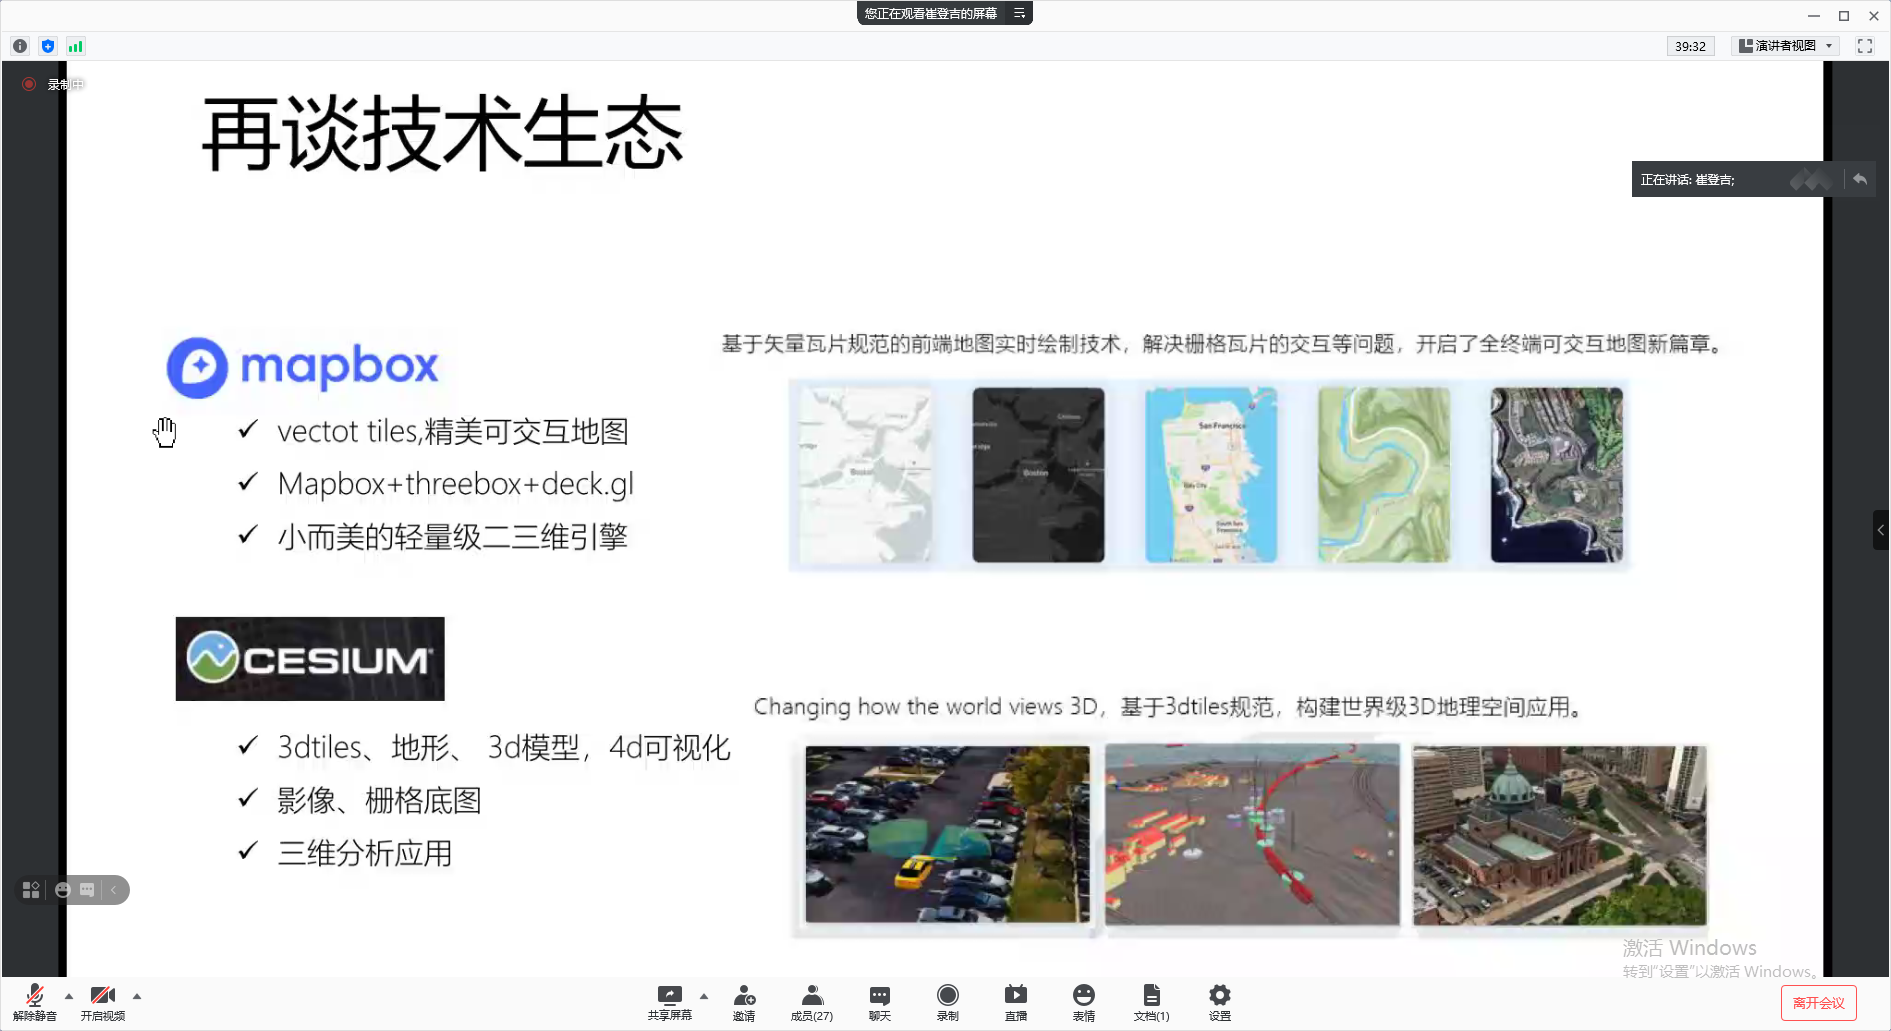 您正在观看崔登吉的屏幕
39:32
演讲者视图
录制中
再谈技术生态
正在讲话: 崔登吉;
mapbox
基于矢量瓦片规范的前端地图实时绘制技术，解决栅格瓦片的交互等问题，开启了全终端可交互地图新篇章。
✓ vectot tiles,精美可交互地图
✓ Mapbox+threebox+deck.gl
✓ 小而美的轻量级二三维引擎
Boston
San Francisco
Daly City
South San
Francisco
CESIUM
Changing how the world views 3D，基于3dtiles规范，构建世界级3D地理空间应用。
✓ 3dtiles、地形、 3d模型，4d可视化
✓ 影像、栅格底图
✓ 三维分析应用
激活 Windows
转到"设置"以激活 Windows。
解除静音
开启视频
共享屏幕
邀请
成员(27)
聊天
录制
直播
表情
文档(1)
设置
离开会议